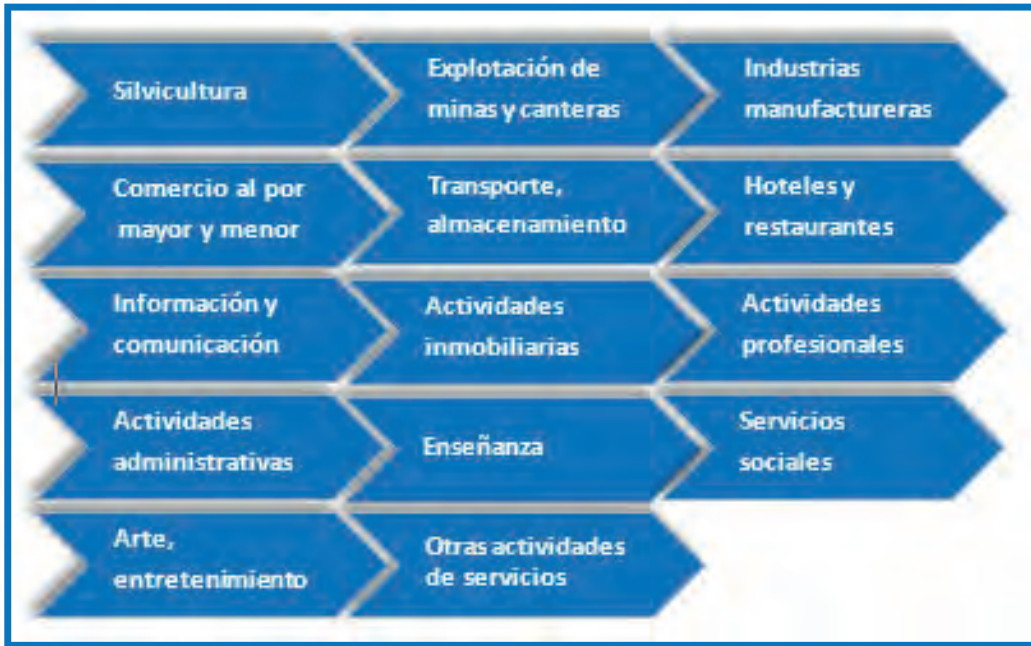 Silvicultura
Explotación de
minas y canteras
Industrias
manufactureras
Comercio al por
mayor y menor
Transporte,
almacenamiento
Hoteles y
restaurantes
Información y
comunicación
Actividades
inmobiliarias
Actividades
profesionales
Actividades
administrativas
Enseñanza
Servicios
sociales
Arte,
entretenimiento
Otras actividades
de servicios